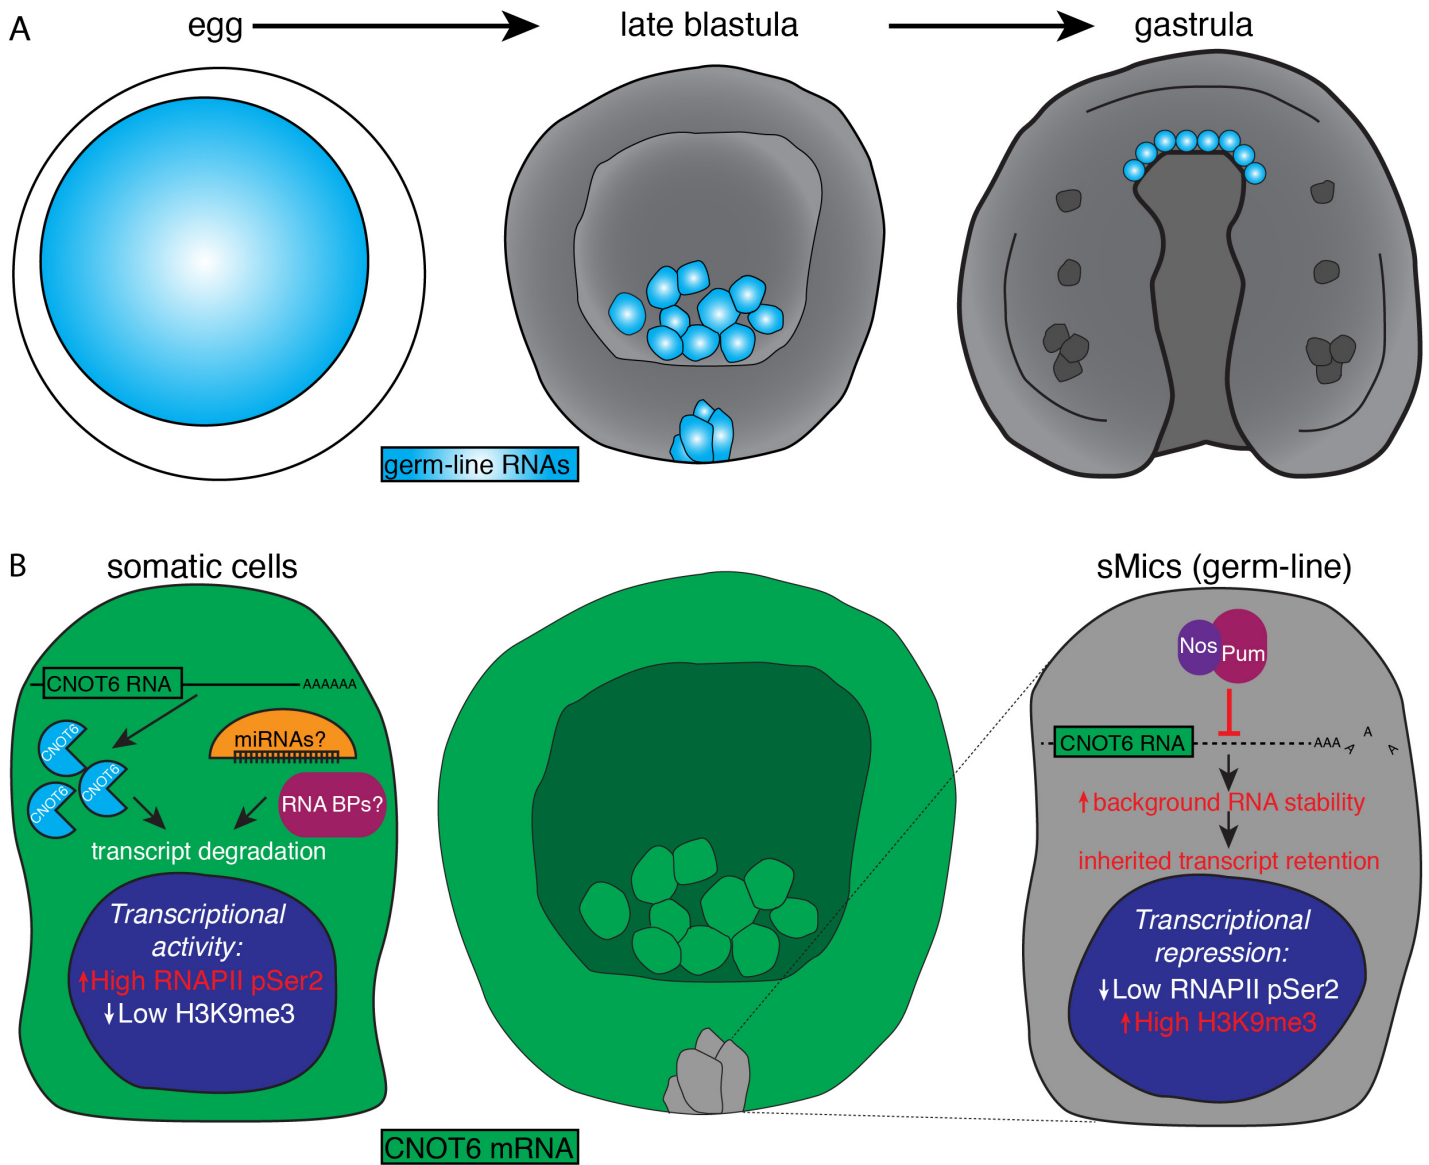 A
egg
late blastula
gastrula
germ-line RNAs
B
somatic cells
CNOT6 RNA
AAAAAA
CNOT6
CNOT6
CNOT6
miRNAs?
RNA BPs?
transcript degradation
Transcriptional
activity:
High RNAPII pSer2
Low H3K9me3
CNOT6 mRNA
sMics (germ-line)
Nos
Pum
CNOT6 RNA
AAA
A
A
A
background RNA stability
inherited transcript retention
Transcriptional
repression:
Low RNAPII pSer2
High H3K9me3